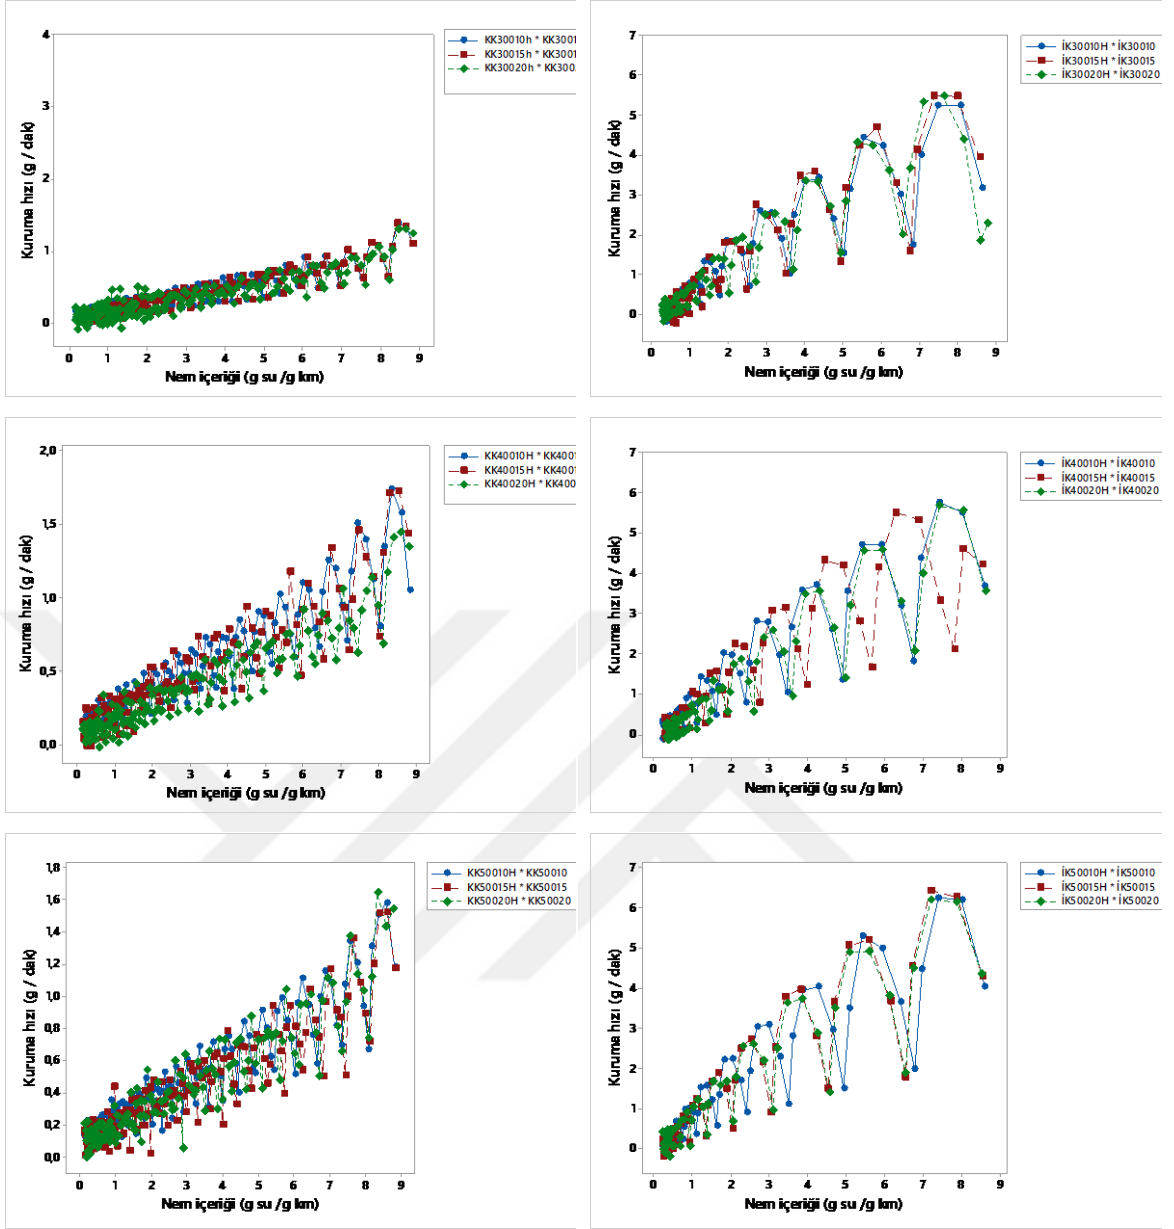 4
3
2
1
0
Kuruma hızı (g / dak)
0 1 2 3 4 5 6 7 8 9
Nem içeriği (g su /g km)
KK30010h * KK3001
KK30015h * KK3001
KK30020h * KK302
7
6
5
4
3
2
1
0
Kuruma hızı (g / dak)
0 1 2 3 4 5 6 7 8 9
Nem içeriği (g su /g km)
İK30010H * İK30010
İK30015H * İK30015
İK30020H * İK30020
2,0
1,5
1,0
0,5
0,0
Kuruma hızı (g / dak)
0 1 2 3 4 5 6 7 8 9
Nem içeriği (g su /g km)
KK40010H * KK4001
KK40015H * KK4001
KK40020H * KK400
7
6
5
4
3
2
1
0
Kuruma hızı (g / dak)
0 1 2 3 4 5 6 7 8 9
Nem içeriği (g su /g km)
İK40010H * İK40010
İK40015H * İK40015
İK40020H * İK40020
1,8
1,6
1,4
1,2
1,0
0,8
0,6
0,4
0,2
0,0
Kuruma hızı (g / dak)
0 1 2 3 4 5 6 7 8 9
Nem içeriği (g su /g km)
KK50010H * KK50010
KK50015H * KK50015
KK50020H * KK50020
7
6
5
4
3
2
1
0
Kuruma hızı (g / dak)
0 1 2 3 4 5 6 7 8 9
Nem içeriği (g su /g km)
İK50010H * İK50010
İK50015H * İK50015
İK50020H * İK50020